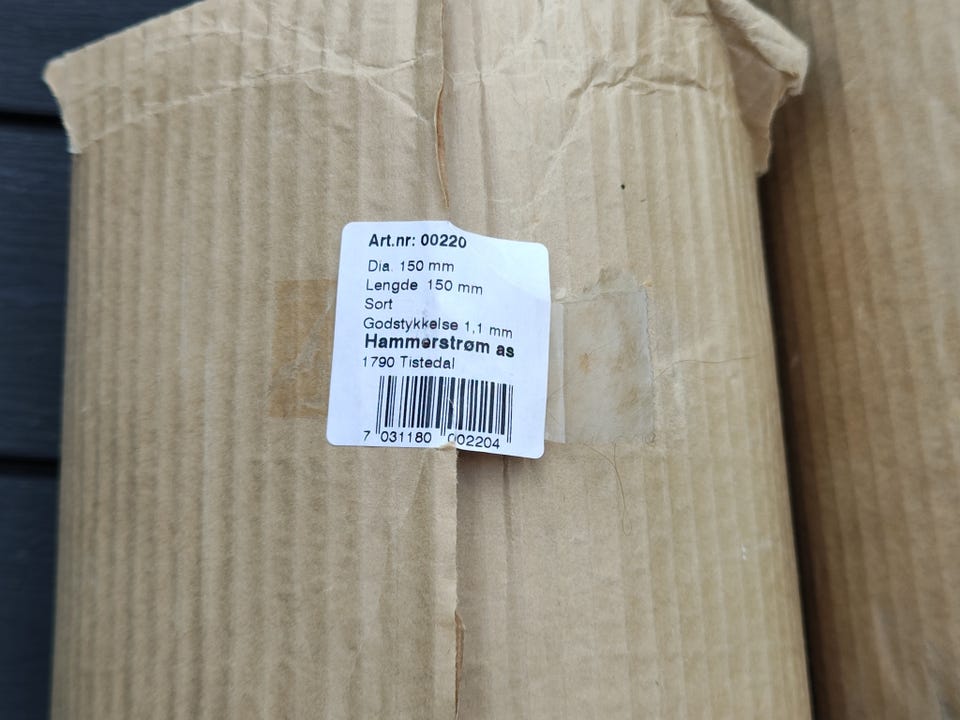 Art.nr: 00220
Dia. 150 mm
Lengde 150 mm
Sort
Godstykkelse 1,1 mm
Hammerstrøm as
1790 Tistedal
7 031180 002204